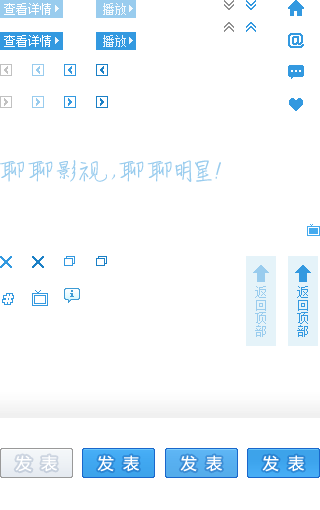 查看详情 播放
查看详情 播放
聊聊影视,聊聊明星!
返回顶部 返回顶部
发表 发表 发表 发表